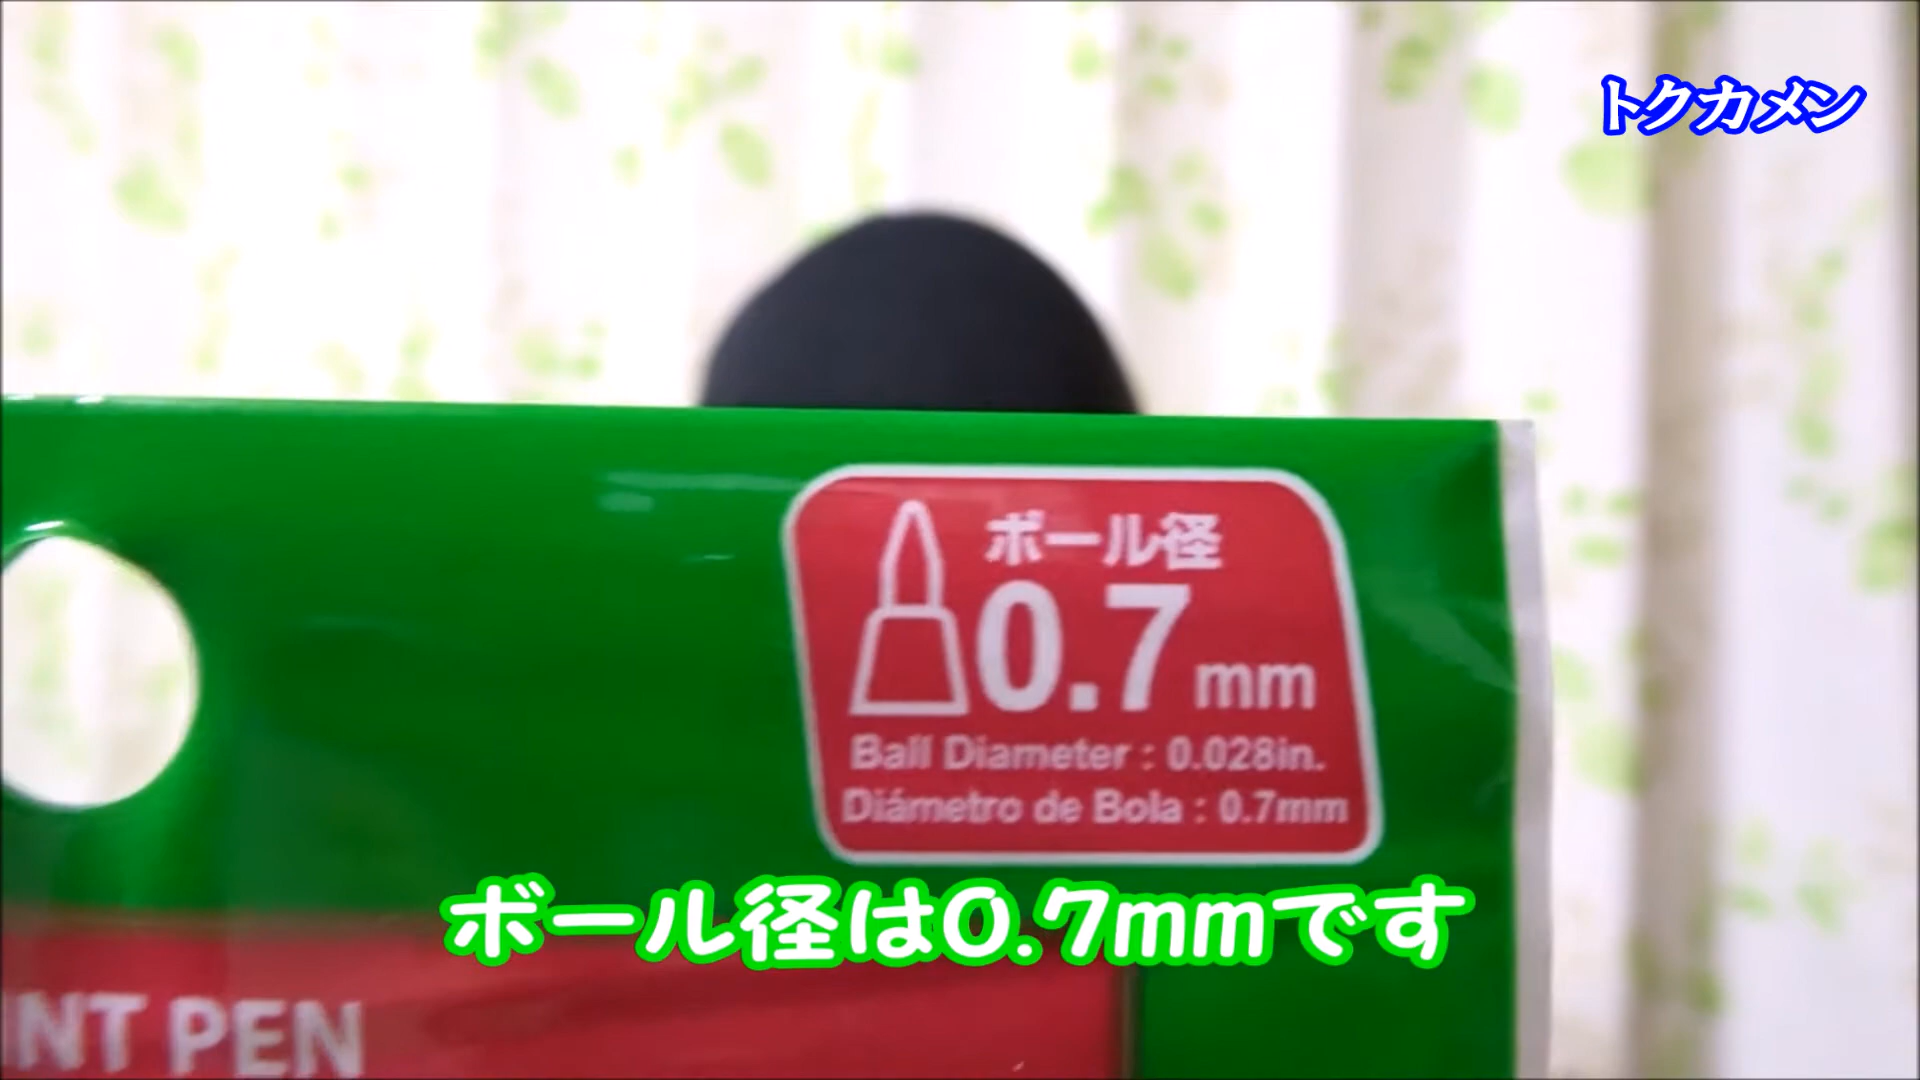 トクカメン
ボール径
0.7mm
Ball Diameter : 0.028in.
Diámetro de Bola : 0.7mm
ボール径は0.7mmです
NT PEN